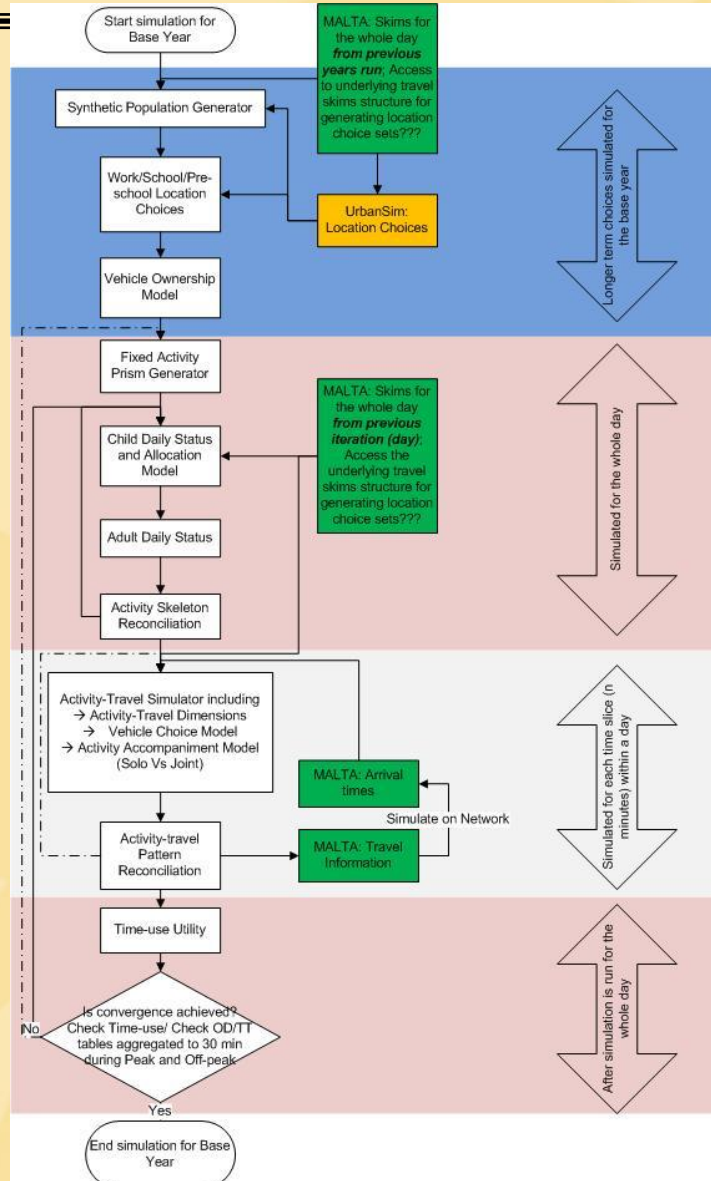 Start simulation for
Base Year
MALTA: Skims for
the whole day
from previous
years run; Access
to underlying travel
skims structure for
generating location
choice sets???
Synthetic Population Generator
Work/School/Pre-
school Location
Choices
UrbanSim:
Location Choices
Vehicle Ownership
Model
Longer term choices simulated for
the base year
Fixed Activity
Prism Generator
Child Daily Status
and Allocation
Model
MALTA: Skims for
the whole day
from previous
iteration (day);
Access the
underlying travel
skims structure for
generating location
choice sets???
Adult Daily Status
Activity Skeleton
Reconciliation
Simulated for the whole day
Activity-Travel Simulator including
→ Activity-Travel Dimensions
→ Vehicle Choice Model
→ Activity Accompaniment Model
(Solo Vs Joint)
MALTA: Arrival
times
Simulate on Network
Activity-travel
Pattern
Reconciliation
MALTA: Travel
Information
Simulated for each time slice (n
minutes) within a day
Time-use Utility
Is convergence achieved?
Check Time-use/ Check OD/TT
tables aggregated to 30 min
during Peak and Off-peak
No
Yes
After simulation is run for the
whole day
End simulation for Base
Year